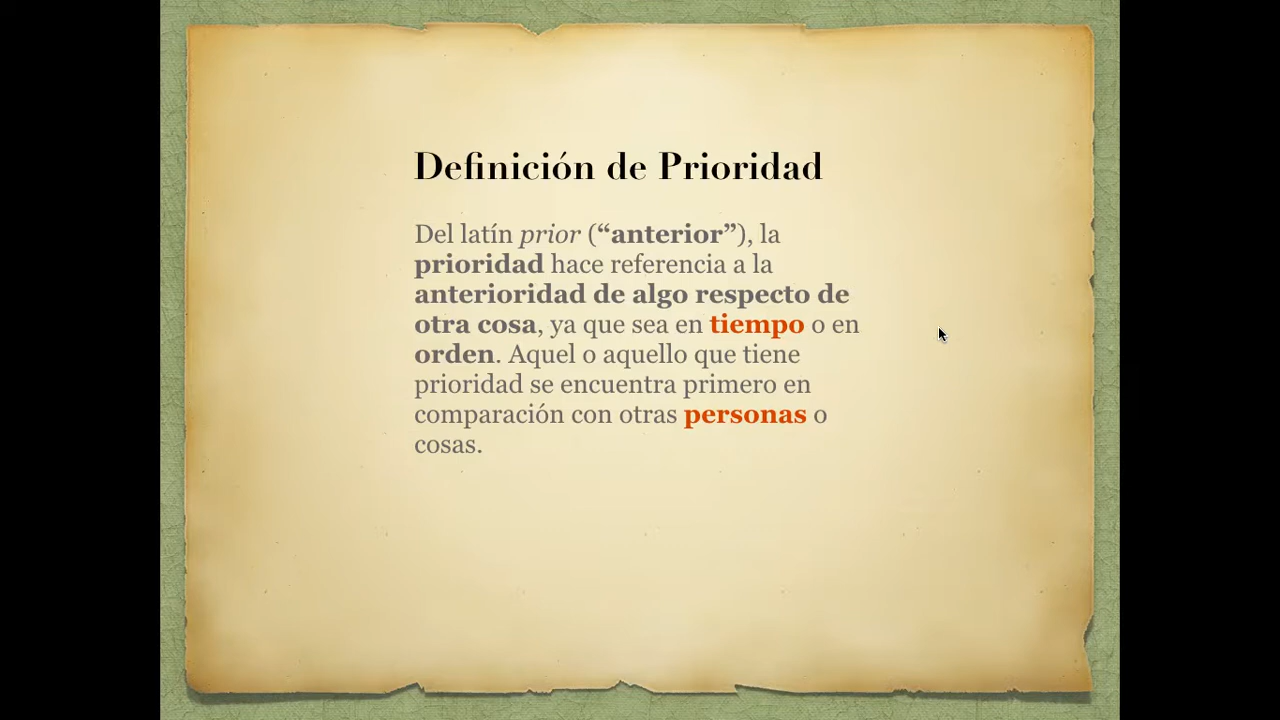 Definición de Prioridad
Del latín prior (“anterior”), la
prioridad hace referencia a la
anterioridad de algo respecto de
otra cosa, ya que sea en tiempo o en
orden. Aquel o aquello que tiene
prioridad se encuentra primero en
comparación con otras personas o
cosas.